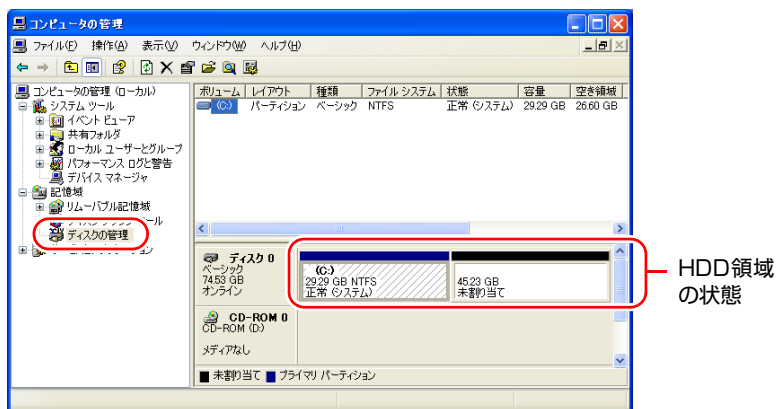 コンピュータの管理
ファイル(F) 操作(A) 表示(V) ウィンドウ(W) ヘルプ(H)
コンピュータの管理 (ローカル)
システム ツール
イベント ビューア
共有フォルダ
ローカル ユーザーとグループ
パフォーマンス ログと警告
デバイス マネージャ
記憶域
リムーバブル記憶域
ディスクの管理
ボリューム レイアウト 種類 ファイル システム 状態 容量 空き領域
(C:) パーティション ベーシック NTFS 正常 (システム) 29.29 GB 26.60 GB
ディスク 0
ベーシック
74.53 GB
オンライン
(C:)
29.29 GB NTFS
正常 (システム)
45.23 GB
未割り当て
CD-ROM 0
CD-ROM (D:)
メディアなし
未割り当て プライマリ パーティション
HDD領域
の状態